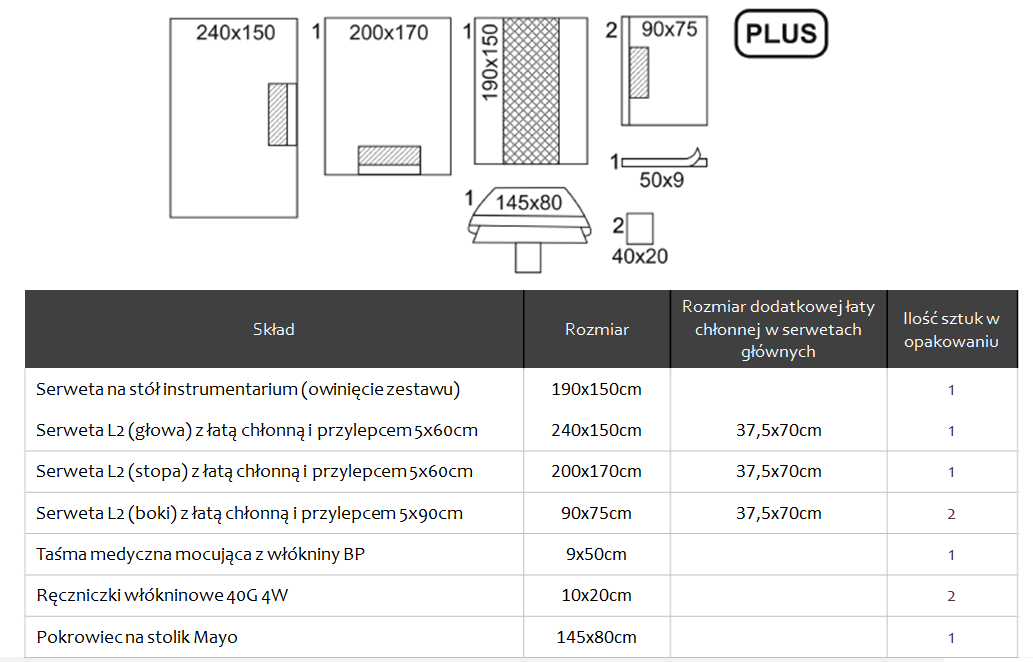 240x150
1
200x170
1
190x150
2
90x75
PLUS
1
50x9
1
145x80
2
40x20
Skład
Rozmiar
Rozmiar dodatkowej łaty
chłonnej w serwetach
głównych
Ilość sztuk w
opakowaniu
Serweta na stół instrumentarium (owinięcie zestawu) 190x150cm 1
Serweta L2 (głowa) z łatą chłonną i przylepcem 5x60cm 240x150cm 37,5x70cm 1
Serweta L2 (stopa) z łatą chłonną i przylepcem 5x60cm 200x170cm 37,5x70cm 1
Serweta L2 (boki) z łatą chłonną i przylepcem 5x90cm 90x75cm 37,5x70cm 2
Taśma medyczna mocująca z włókniny BP 9x50cm 1
Ręczniczki włókninowe 40G 4W 10x20cm 2
Pokrowiec na stolik Mayo 145x80cm 1